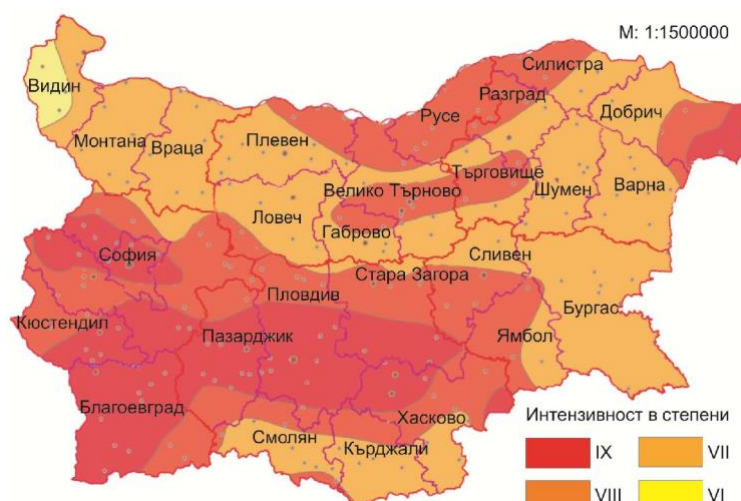 М: 1:1500000
Силистра
Видин
Разград
Добрич
Русе
Монтана
Враца
Плевен
Търговище
Велико Търново
Шумен
Варна
Ловеч
Габрово
София
Сливен
Стара Загора
Пловдив
Бургас
Кюстендил
Пазарджик
Ямбол
Благоевград
Хасково
Интензивност в степени
Смолян
Кърджали
IX
VII
VIII
VI